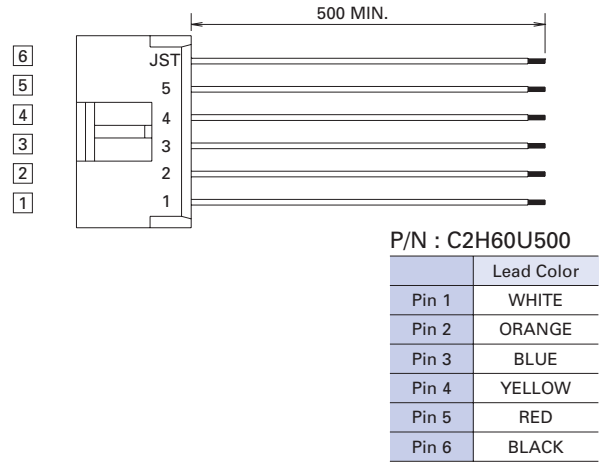 500 MIN.
6 JST
5 5
4 4
3 3
2 2
1 1
P/N : C2H60U500
Lead Color
Pin 1 WHITE
Pin 2 ORANGE
Pin 3 BLUE
Pin 4 YELLOW
Pin 5 RED
Pin 6 BLACK